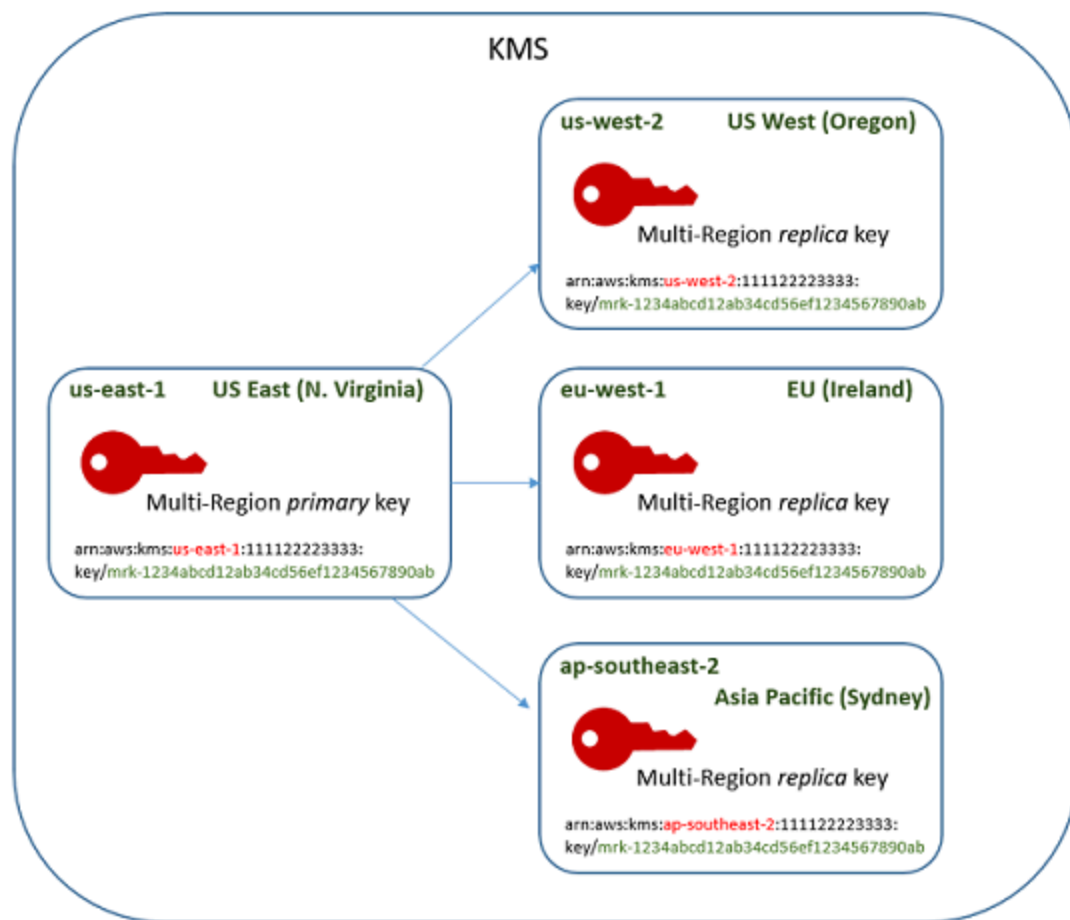 KMS
us-west-2 US West (Oregon)
Multi-Region replica key
arn:aws:kms:us-west-2:111122223333:
key/mrk-1234abcd12ab34cd56ef1234567890ab
us-east-1 US East (N. Virginia)
Multi-Region primary key
arn:aws:kms:us-east-1:111122223333:
key/mrk-1234abcd12ab34cd56ef1234567890ab
eu-west-1 EU (Ireland)
Multi-Region replica key
arn:aws:kms:eu-west-1:111122223333:
key/mrk-1234abcd12ab34cd56ef1234567890ab
ap-southeast-2
Asia Pacific (Sydney)
Multi-Region replica key
arn:aws:kms:ap-southeast-2:111122223333:
key/mrk-1234abcd12ab34cd56ef1234567890ab